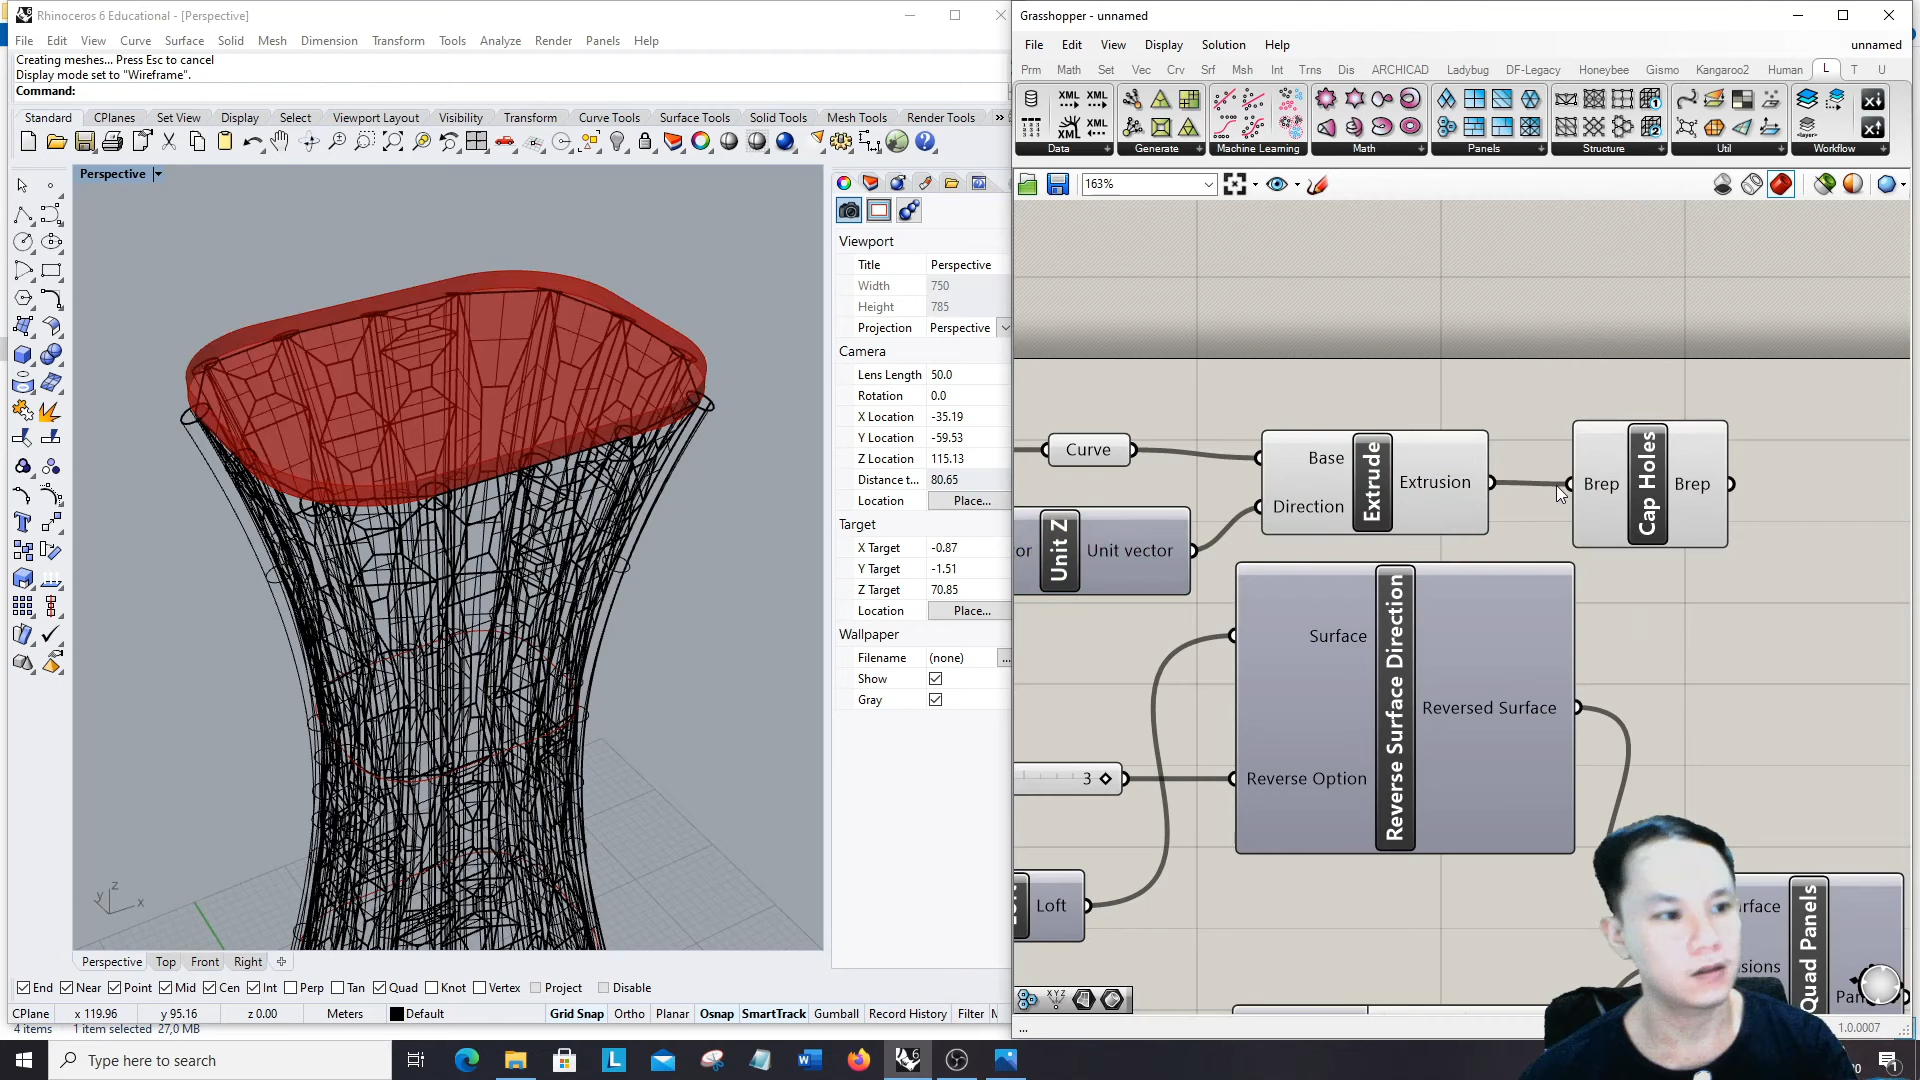 Rhinoceros 6 Educational - [Perspective]
File Edit View Curve Surface Solid Mesh Dimension Transform Tools Analyze Render Panels Help
Creating meshes... Press Esc to cancel
Display mode set to "Wireframe".
Command:
Standard CPlanes Set View Display Select Viewport Layout Visibility Transform Curve Tools Surface Tools Solid Tools Mesh Tools Render Tools »
Perspective
Viewport
Title Perspective
Width 750
Height 785
Projection Perspective
Camera
Lens Length 50.0
Rotation 0.0
X Location -35.19
Y Location -59.53
Z Location 115.13
Distance t... 80.65
Location Place...
Target
X Target -0.87
Y Target -1.51
Z Target 70.85
Location Place...
Wallpaper
Filename (none) ...
Show
Gray
z
y x
Perspective Top Front Right
End Near Point Mid Cen Int Perp Tan Quad Knot Vertex Project Disable
CPlane x 119.96 y 95.16 z 0.00 Meters Default Grid Snap Ortho Planar Osnap SmartTrack Gumball Record History Filter M
4 items 1 item selected 27,0 MB
Grasshopper - unnamed
File Edit View Display Solution Help unnamed
Prm Math Set Vec Crv Srf Msh Int Trns Dis ARCHICAD Ladybug DF-Legacy Honeybee Gismo Kangaroo2 Human L T U
XML XML
XML XML
Data Generate Machine Learning Math Panels Structure Util Workflow
163%
Curve
Base
Direction
Extrude
Extrusion
Brep
Cap Holes
Brep
or
Unit Z
Unit vector
Surface
Reverse Option
Reverse Surface Direction
Reversed Surface
3
Loft
rface
sions
Quad Panels
Pan
XYZ
...
1.0.0007
Type here to search
1